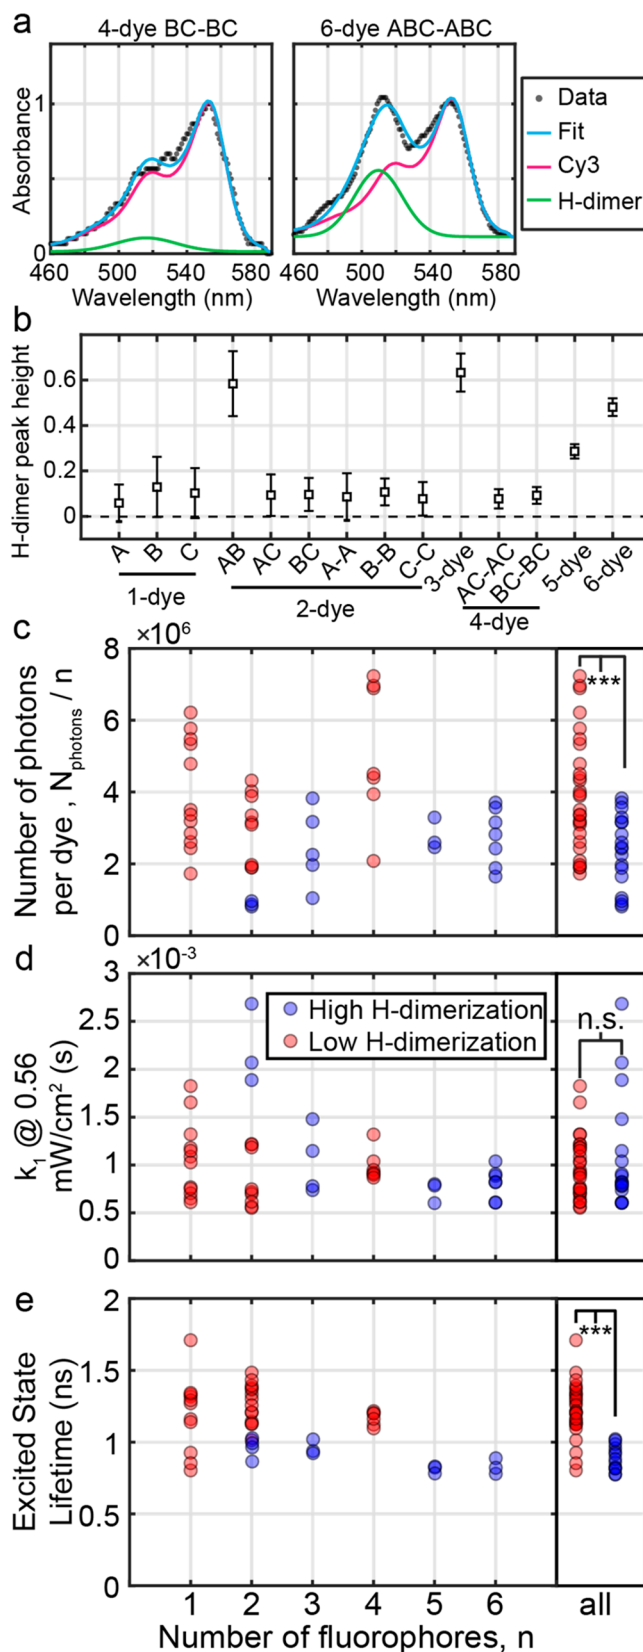 a
4-dye BC-BC
6-dye ABC-ABC
Absorbance
1
0
460 500 540 580
460 500 540 580
Wavelength (nm)
Wavelength (nm)
Data
Fit
Cy3
H-dimer
b
H-dimer peak height
0.6
0.4
0.2
0
A B C AB AC BC A-A B-B C-C 3-dye AC-AC BC-BC 5-dye 6-dye
1-dye
2-dye
4-dye
c
×10⁶
Number of photons
per dye , Nphotons / n
8
6
4
2
0
***
d
×10⁻³
k₁ @ 0.56
mW/cm² (s)
3
2.5
2
1.5
1
0.5
0
High H-dimerization
Low H-dimerization
n.s.
e
Excited State
Lifetime (ns)
2
1.5
1
0.5
0
***
1 2 3 4 5 6 all
Number of fluorophores, n